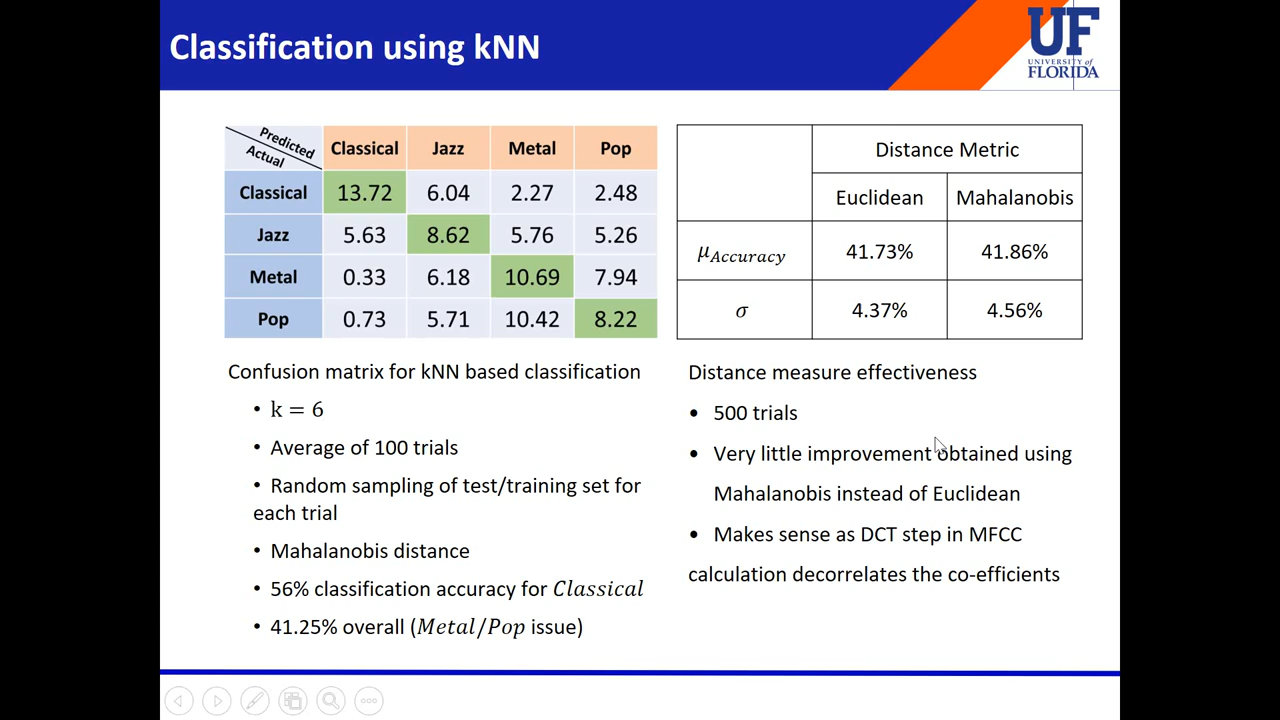 Classification using kNN
UF
UNIVERSITY of
FLORIDA
Predicted
Actual
Classical Jazz Metal Pop
Classical 13.72 6.04 2.27 2.48
Jazz 5.63 8.62 5.76 5.26
Metal 0.33 6.18 10.69 7.94
Pop 0.73 5.71 10.42 8.22
Distance Metric
Euclidean Mahalanobis
μAccuracy 41.73% 41.86%
σ 4.37% 4.56%
Confusion matrix for kNN based classification
• k = 6
• Average of 100 trials
• Random sampling of test/training set for
each trial
• Mahalanobis distance
• 56% classification accuracy for Classical
• 41.25% overall (Metal/Pop issue)
Distance measure effectiveness
• 500 trials
• Very little improvement obtained using
Mahalanobis instead of Euclidean
• Makes sense as DCT step in MFCC
calculation decorrelates the co-efficients